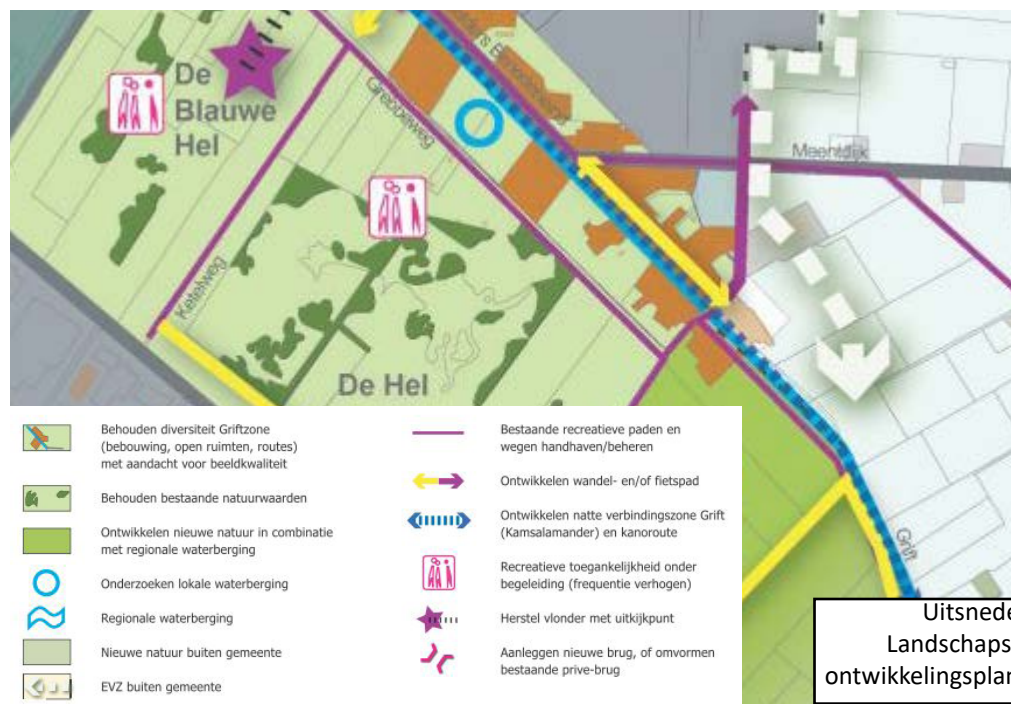 De
Blauwe
Hel
Grebbelweg
Meentdijk
Ketelweg
De Hel
Grift
Behouden diversiteit Griftzone
(bebouwing, open ruimten, routes)
met aandacht voor beeldkwaliteit
Behouden bestaande natuurwaarden
Ontwikkelen nieuwe natuur in combinatie
met regionale waterberging
Onderzoeken lokale waterberging
Regionale waterberging
Nieuwe natuur buiten gemeente
EVZ buiten gemeente
Bestaande recreatieve paden en
wegen handhaven/beheren
Ontwikkelen wandel- en/of fietspad
Ontwikkelen natte verbindingszone Grift
(Kamsalamander) en kanoroute
Recreatieve toegankelijkheid onder
begeleiding (frequentie verhogen)
Herstel vlonder met uitkijkpunt
Aanleggen nieuwe brug, of omvormen
bestaande prive-brug
Uitsnede
Landschaps
ontwikkelingsplan